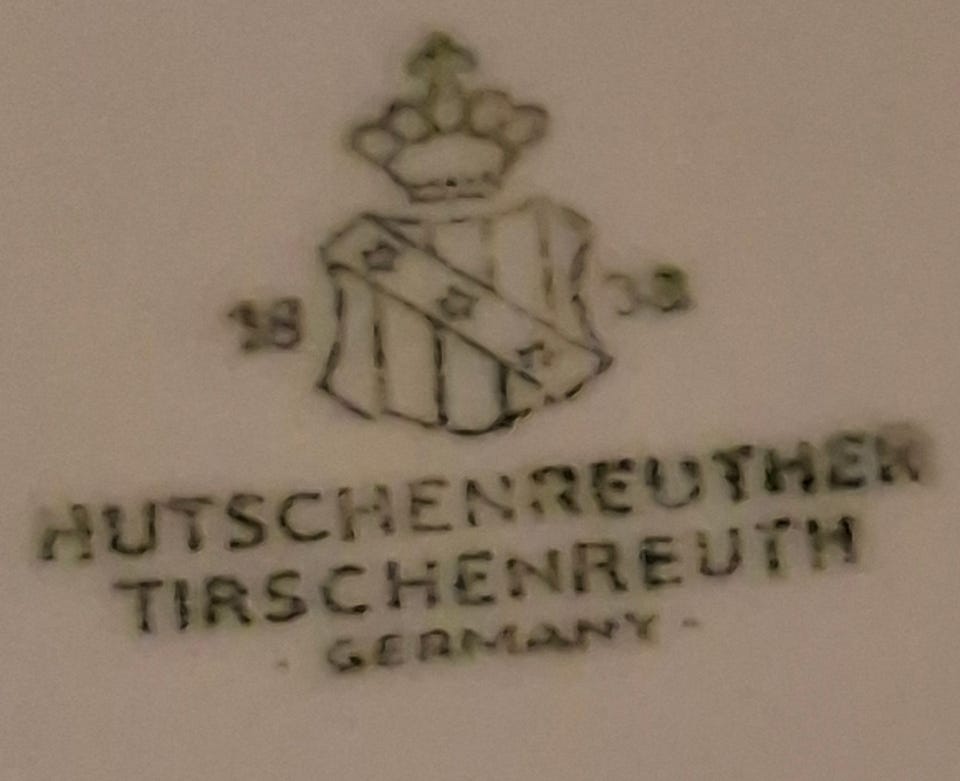 18 38
HUTSCHENREUTHER
TIRSCHENREUTH
· GERMANY ·